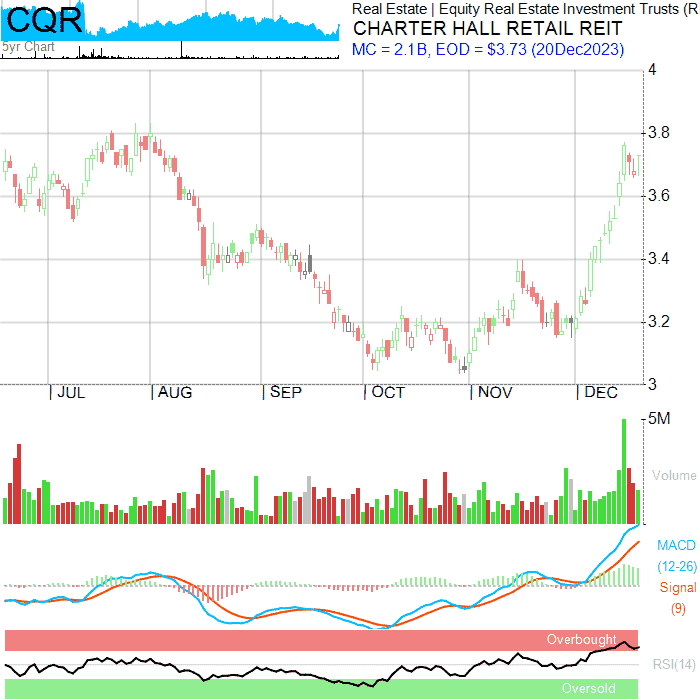 CQR
5yr Chart
Real Estate | Equity Real Estate Investment Trusts (R
CHARTER HALL RETAIL REIT
MC = 2.1B, EOD = $3.73 (20Dec2023)
4
3.8
3.6
3.4
3.2
3
JUL AUG SEP OCT NOV DEC
5M
Volume
MACD
(12-26)
Signal
(9)
Overbought
RSI(14)
Oversold